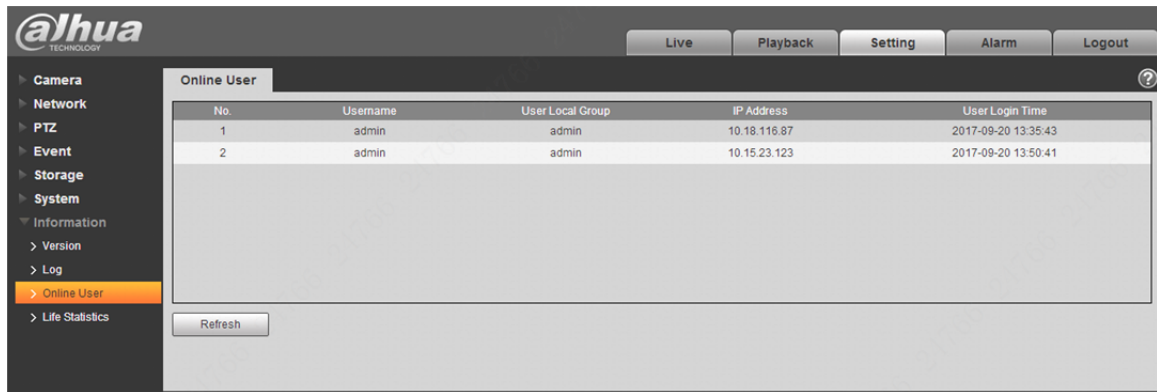 alhua
TECHNOLOGY
Live Playback Setting Alarm Logout
Camera
Network
PTZ
Event
Storage
System
Information
Version
Log
Online User
Life Statistics
Online User
?
No. Username User Local Group IP Address User Login Time
1 admin admin 10.18.116.87 2017-09-20 13:35:43
2 admin admin 10.15.23.123 2017-09-20 13:50:41
Refresh